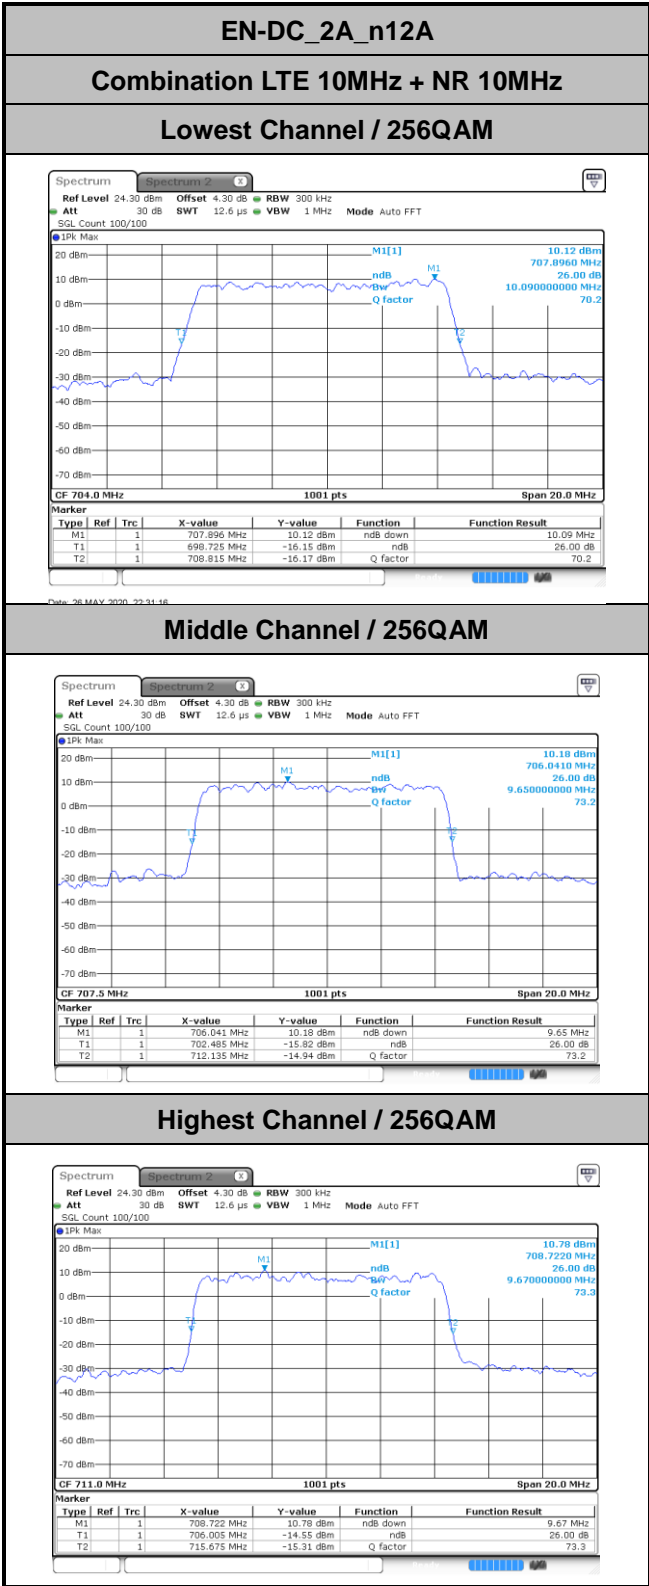 EN-DC_2A_n12A
Combination LTE 10MHz + NR 10MHz
Lowest Channel / 256QAM
Spectrum Spectrum 2 X
Ref Level 24.30 dBm Offset 4.30 dB RBW 300 kHz
Att 30 dB SWT 12.6 µs VBW 1 MHz Mode Auto FFT
SGL Count 100/100
1Pk Max
M1[1] 10.12 dBm
707.8960 MHz
ndB 26.00 dB
Bw 10.090000000 MHz
Q factor 70.2
M1
T1
T2
20 dBm
10 dBm
0 dBm
-10 dBm
-20 dBm
-30 dBm
-40 dBm
-50 dBm
-60 dBm
-70 dBm
CF 704.0 MHz 1001 pts Span 20.0 MHz
Marker
Type Ref Trc X-value Y-value Function Function Result
M1 1 707.896 MHz 10.12 dBm ndB down 10.09 MHz
T1 1 698.725 MHz -16.15 dBm ndB 26.00 dB
T2 1 708.815 MHz -16.17 dBm Q factor 70.2
Date: 26 MAY 2020 22:31:16
Middle Channel / 256QAM
Spectrum Spectrum 2 X
Ref Level 24.30 dBm Offset 4.30 dB RBW 300 kHz
Att 30 dB SWT 12.6 µs VBW 1 MHz Mode Auto FFT
SGL Count 100/100
1Pk Max
M1[1] 10.18 dBm
706.0410 MHz
ndB 26.00 dB
Bw 9.650000000 MHz
Q factor 73.2
M1
T1
T2
20 dBm
10 dBm
0 dBm
-10 dBm
-20 dBm
-30 dBm
-40 dBm
-50 dBm
-60 dBm
-70 dBm
CF 707.5 MHz 1001 pts Span 20.0 MHz
Marker
Type Ref Trc X-value Y-value Function Function Result
M1 1 706.041 MHz 10.18 dBm ndB down 9.65 MHz
T1 1 702.485 MHz -15.82 dBm ndB 26.00 dB
T2 1 712.135 MHz -14.94 dBm Q factor 73.2
Highest Channel / 256QAM
Spectrum Spectrum 2 X
Ref Level 24.30 dBm Offset 4.30 dB RBW 300 kHz
Att 30 dB SWT 12.6 µs VBW 1 MHz Mode Auto FFT
SGL Count 100/100
1Pk Max
M1[1] 10.78 dBm
708.7220 MHz
ndB 26.00 dB
Bw 9.670000000 MHz
Q factor 73.3
M1
T1
T2
20 dBm
10 dBm
0 dBm
-10 dBm
-20 dBm
-30 dBm
-40 dBm
-50 dBm
-60 dBm
-70 dBm
CF 711.0 MHz 1001 pts Span 20.0 MHz
Marker
Type Ref Trc X-value Y-value Function Function Result
M1 1 708.722 MHz 10.78 dBm ndB down 9.67 MHz
T1 1 706.005 MHz -14.55 dBm ndB 26.00 dB
T2 1 715.675 MHz -15.31 dBm Q factor 73.3